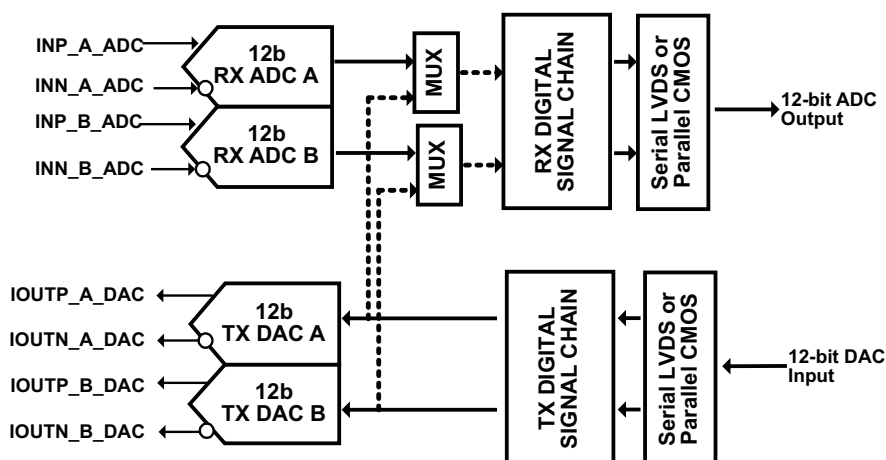 INP_A_ADC
INN_A_ADC
INP_B_ADC
INN_B_ADC
12b
RX ADC A
12b
RX ADC B
MUX
MUX
RX DIGITAL
SIGNAL CHAIN
Serial LVDS or
Parallel CMOS
12-bit ADC
Output
IOUTP_A_DAC
IOUTN_A_DAC
IOUTP_B_DAC
IOUTN_B_DAC
12b
TX DAC A
12b
TX DAC B
TX DIGITAL
SIGNAL CHAIN
Serial LVDS or
Parallel CMOS
12-bit DAC
Input